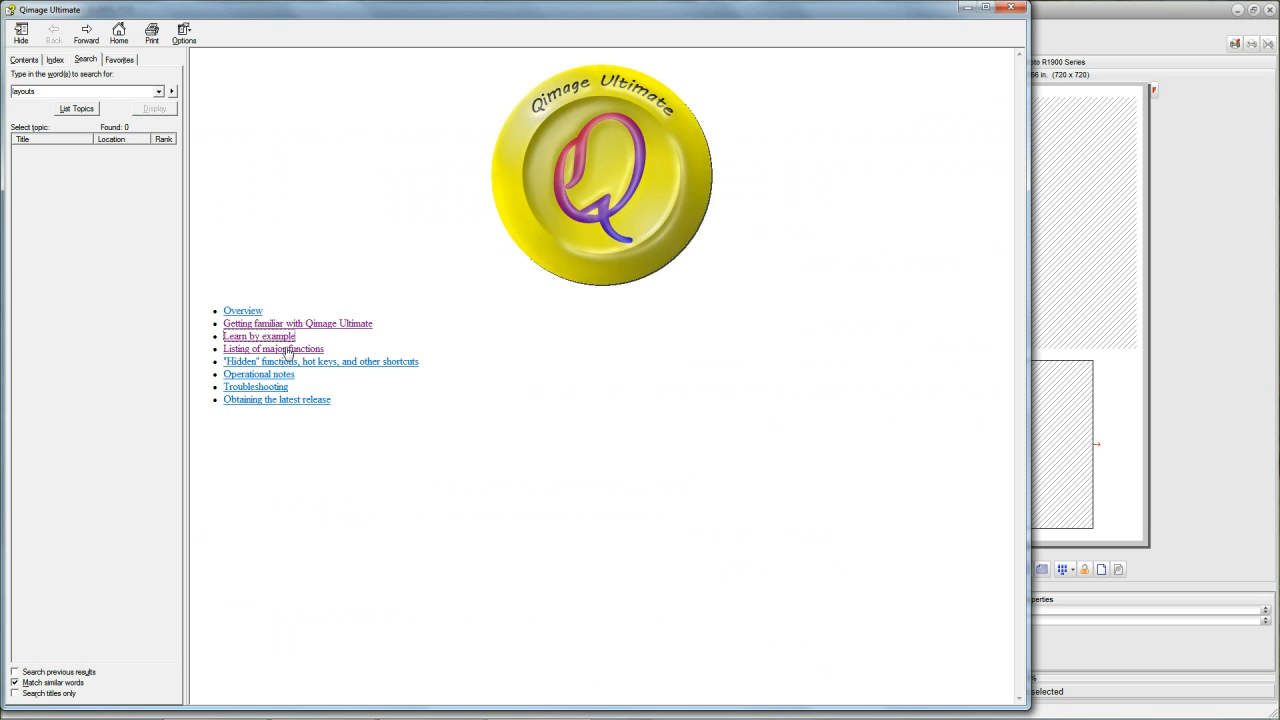 Qimage Ultimate
Hide
Back
Forward
Home
Print
Options
Contents
Index
Search
Favorites
Type in the word(s) to search for:
layouts
List Topics
Display
Select topic:
Found: 0
Title
Location
Rank
Qimage Ultimate
Q
Overview
Getting familiar with Qimage Ultimate
Learn by example
Listing of major functions
"Hidden" functions, hot keys, and other shortcuts
Operational notes
Troubleshooting
Obtaining the latest release
Search previous results
Match similar words
Search titles only
oto R1900 Series
66 in. (720 x 720)
perties
%
selected